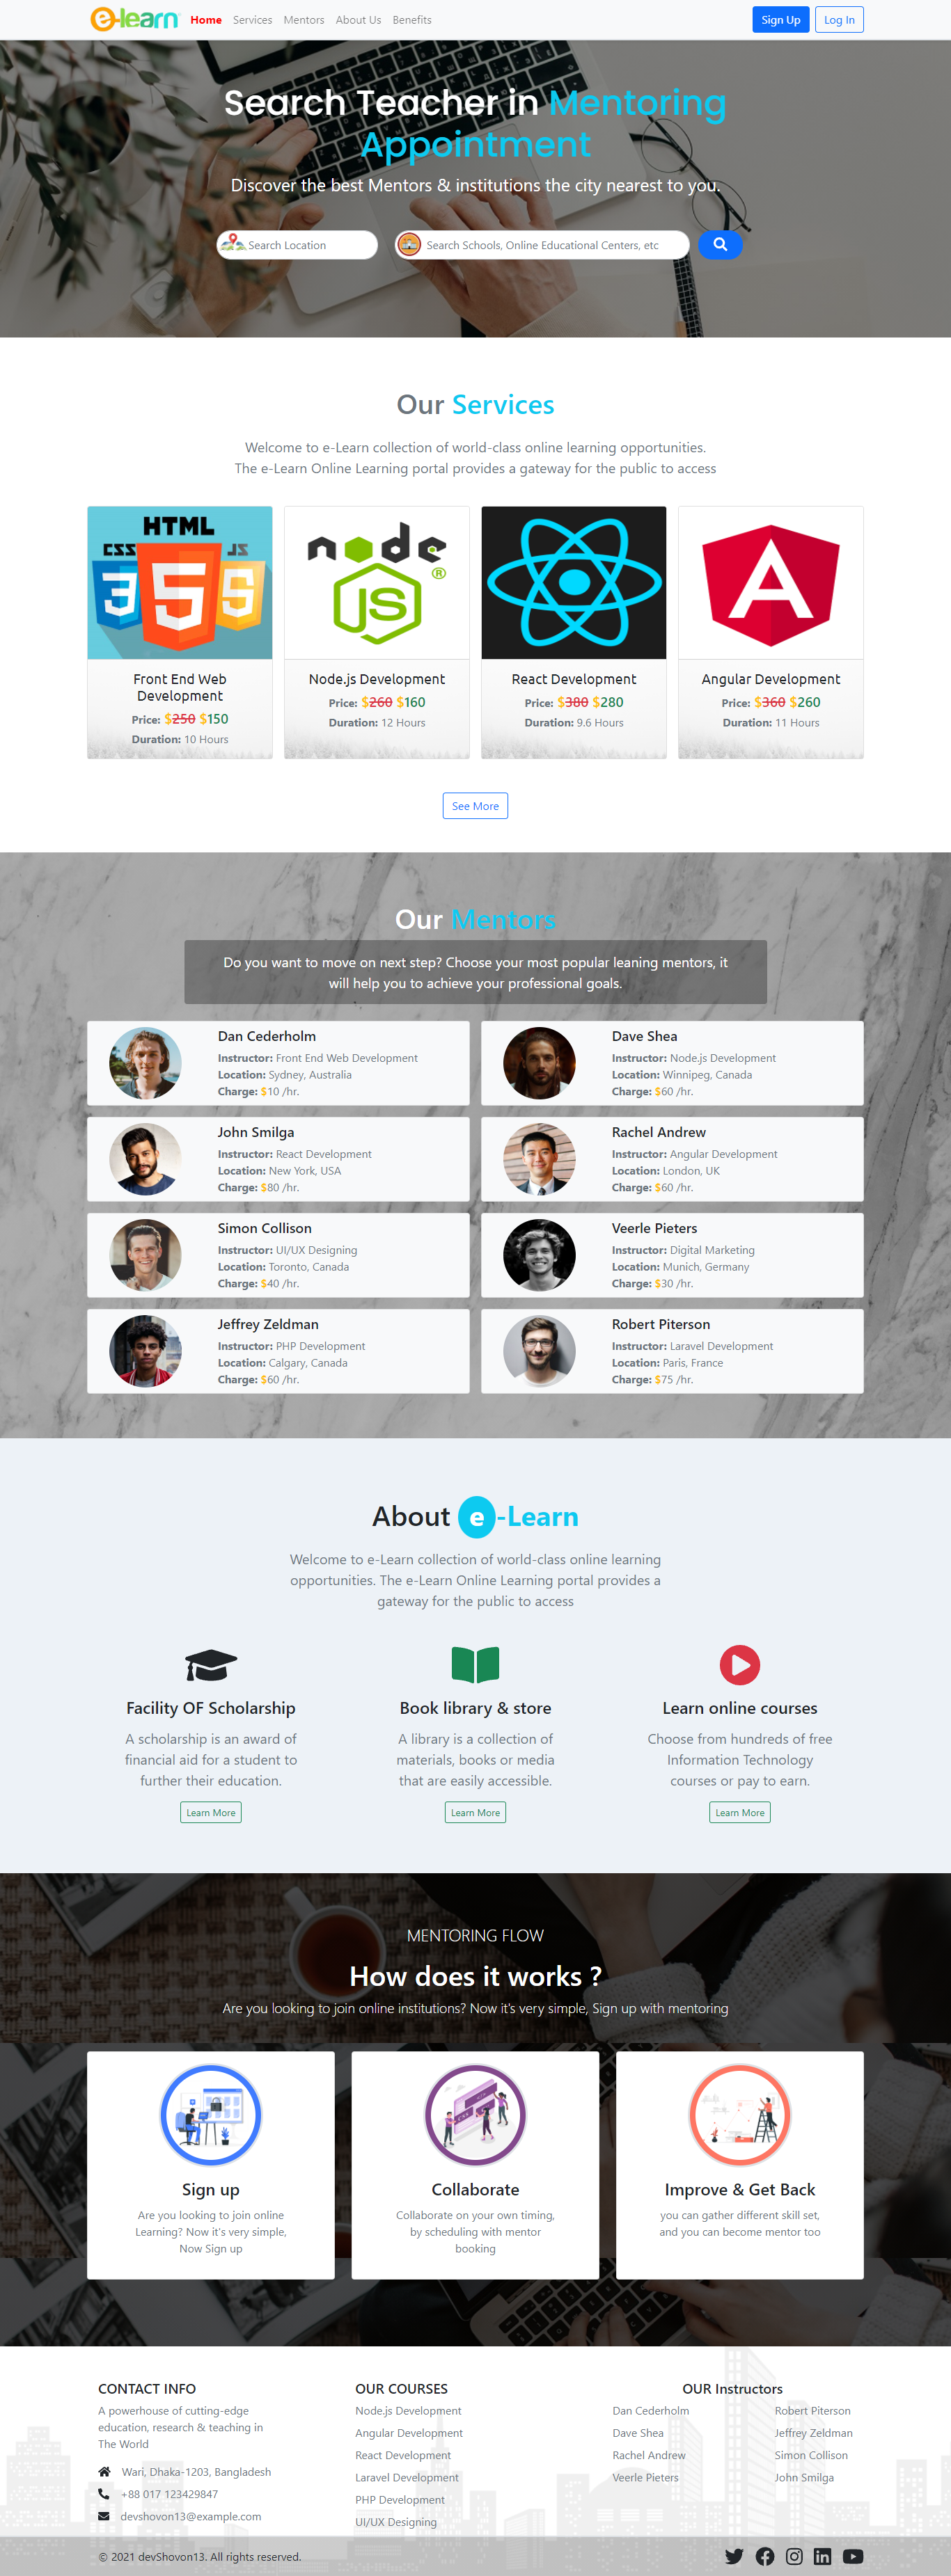 e-learn
Home
Services
Mentors
About Us
Benefits
Sign Up
Log In
Search Teacher in Mentoring
Appointment
Discover the best Mentors & institutions the city nearest to you.
Search Location
Search Schools, Online Educational Centers, etc
Our Services
Welcome to e-Learn collection of world-class online learning opportunities.
The e-Learn Online Learning portal provides a gateway for the public to access
HTML
CSS JS
3 5 5
Front End Web
Development
Price: $250 $150
Duration: 10 Hours
node
JS ®
Node.js Development
Price: $260 $160
Duration: 12 Hours
React Development
Price: $380 $280
Duration: 9.6 Hours
A
Angular Development
Price: $360 $260
Duration: 11 Hours
See More
Our Mentors
Do you want to move on next step? Choose your most popular leaning mentors, it
will help you to achieve your professional goals.
Dan Cederholm
Instructor: Front End Web Development
Location: Sydney, Australia
Charge: $10 /hr.
Dave Shea
Instructor: Node.js Development
Location: Winnipeg, Canada
Charge: $60 /hr.
John Smilga
Instructor: React Development
Location: New York, USA
Charge: $80 /hr.
Rachel Andrew
Instructor: Angular Development
Location: London, UK
Charge: $60 /hr.
Simon Collison
Instructor: UI/UX Designing
Location: Toronto, Canada
Charge: $40 /hr.
Veerle Pieters
Instructor: Digital Marketing
Location: Munich, Germany
Charge: $30 /hr.
Jeffrey Zeldman
Instructor: PHP Development
Location: Calgary, Canada
Charge: $60 /hr.
Robert Piterson
Instructor: Laravel Development
Location: Paris, France
Charge: $75 /hr.
About e-Learn
Welcome to e-Learn collection of world-class online learning
opportunities. The e-Learn Online Learning portal provides a
gateway for the public to access
Facility OF Scholarship
A scholarship is an award of
financial aid for a student to
further their education.
Learn More
Book library & store
A library is a collection of
materials, books or media
that are easily accessible.
Learn More
Learn online courses
Choose from hundreds of free
Information Technology
courses or pay to earn.
Learn More
MENTORING FLOW
How does it works ?
Are you looking to join online institutions? Now it's very simple, Sign up with mentoring
Sign up
Are you looking to join online
Learning? Now it's very simple,
Now Sign up
Collaborate
Collaborate on your own timing,
by scheduling with mentor
booking
Improve & Get Back
you can gather different skill set,
and you can become mentor too
CONTACT INFO
A powerhouse of cutting-edge
education, research & teaching in
The World
Wari, Dhaka-1203, Bangladesh
+88 017 123429847
devshovon13@example.com
OUR COURSES
Node.js Development
Angular Development
React Development
Laravel Development
PHP Development
UI/UX Designing
OUR Instructors
Dan Cederholm
Dave Shea
Rachel Andrew
Veerle Pieters
Robert Piterson
Jeffrey Zeldman
Simon Collison
John Smilga
© 2021 devShovon13. All rights reserved.